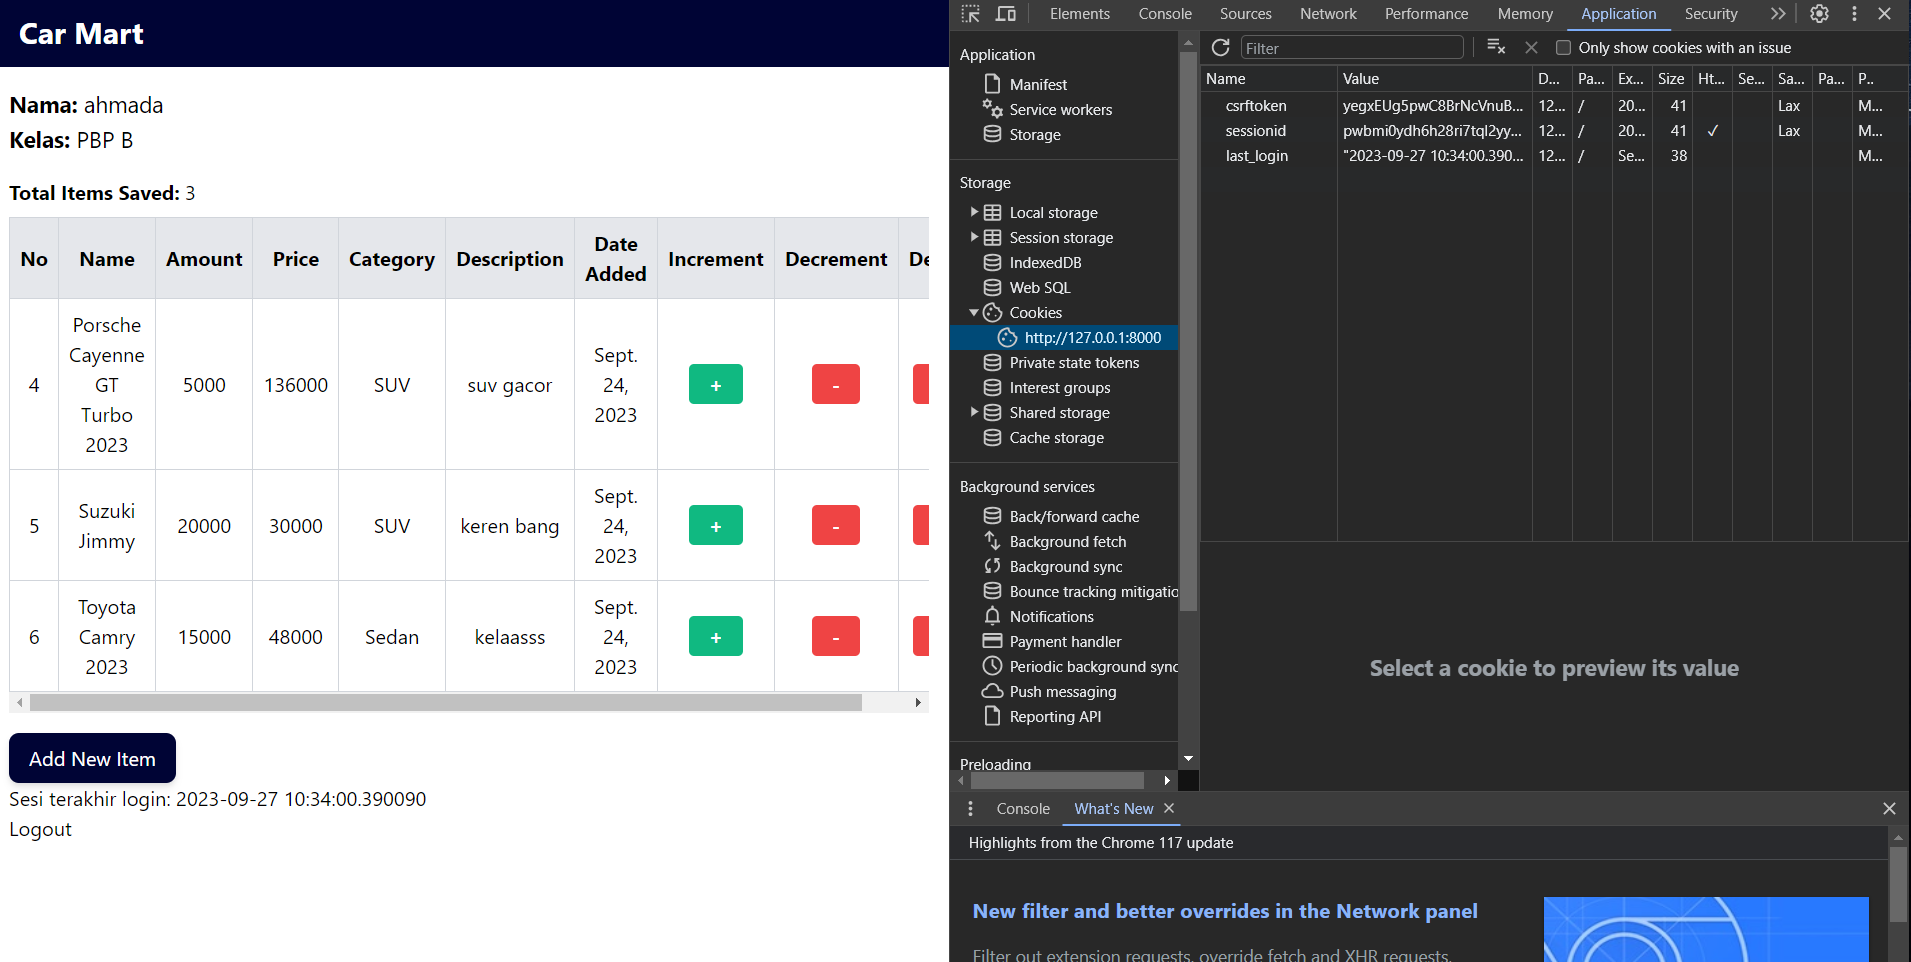 Car Mart
Nama: ahmada
Kelas: PBP B
Total Items Saved: 3
No Name Amount Price Category Description Date Added Increment Decrement De
4 Porsche Cayenne GT Turbo 2023 5000 136000 SUV suv gacor Sept. 24, 2023 + -
5 Suzuki Jimmy 20000 30000 SUV keren bang Sept. 24, 2023 + -
6 Toyota Camry 2023 15000 48000 Sedan kelaasss Sept. 24, 2023 + -
Add New Item
Sesi terakhir login: 2023-09-27 10:34:00.390090
Logout
Elements Console Sources Network Performance Memory Application Security
Application
Manifest
Service workers
Storage
Storage
Local storage
Session storage
IndexedDB
Web SQL
Cookies
http://127.0.0.1:8000
Private state tokens
Interest groups
Shared storage
Cache storage
Background services
Back/forward cache
Background fetch
Background sync
Bounce tracking mitigatio
Notifications
Payment handler
Periodic background sync
Push messaging
Reporting API
Preloading
Filter Only show cookies with an issue
Name Value D... Pa... Ex... Size Ht... Se... Sa... Pa... P..
csrftoken yegxEUg5pwC8BrNcVnuB... 12... / 20... 41 Lax M...
sessionid pwbmi0ydh6h28ri7tql2yy... 12... / 20... 41 ✓ Lax M...
last_login "2023-09-27 10:34:00.390... 12... / Se... 38 M...
Select a cookie to preview its value
Console What's New
Highlights from the Chrome 117 update
New filter and better overrides in the Network panel
Filter out extension requests, override fetch and XHR requests,